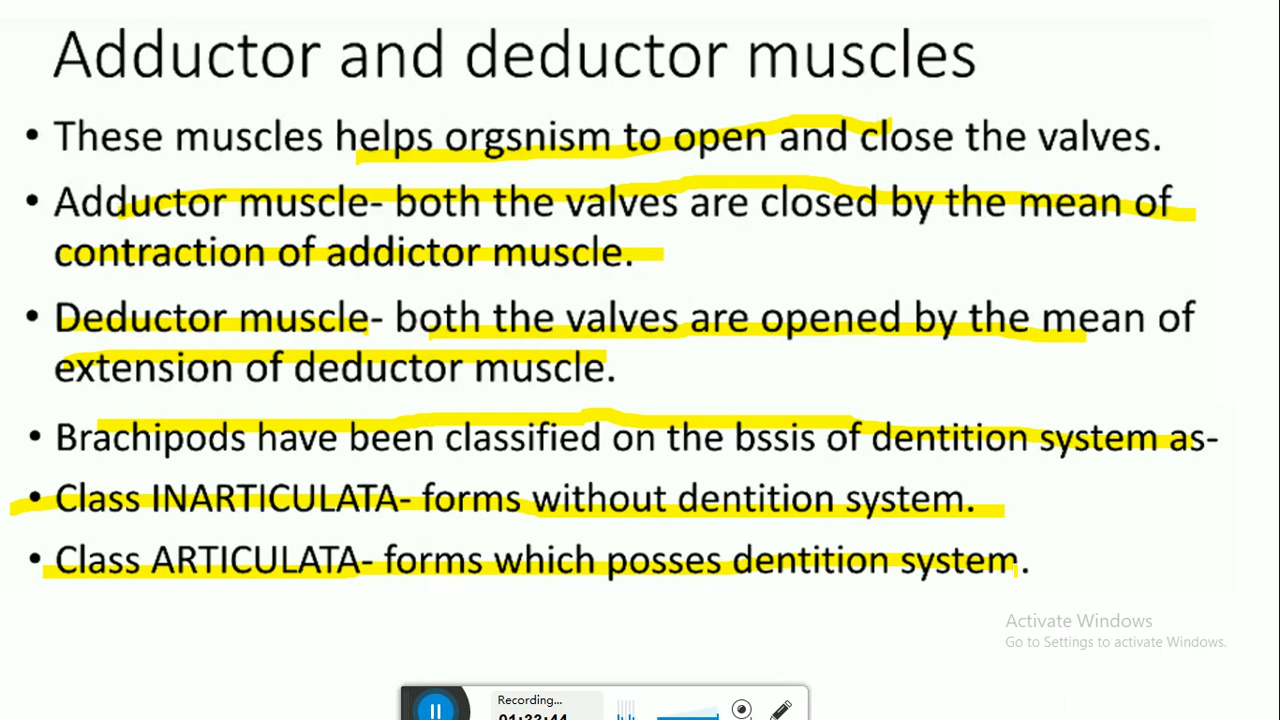 Adductor and deductor muscles
• These muscles helps orgsnism to open and close the valves.
• Adductor muscle- both the valves are closed by the mean of
contraction of addictor muscle.
• Deductor muscle- both the valves are opened by the mean of
extension of deductor muscle.
• Brachipods have been classified on the bssis of dentition system as-
• Class INARTICULATA- forms without dentition system.
• Class ARTICULATA- forms which posses dentition system.
Activate Windows
Go to Settings to activate Windows.
Recording...
01:33:44